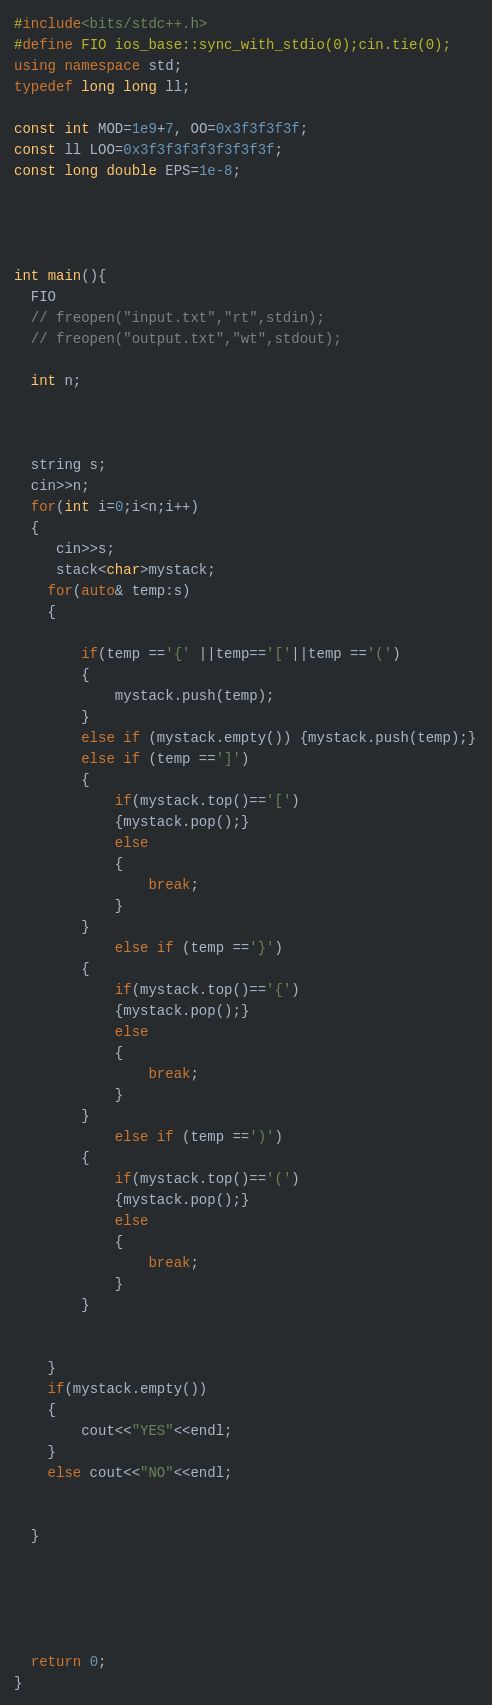 #include<bits/stdc++.h>
#define FIO ios_base::sync_with_stdio(0);cin.tie(0);
using namespace std;
typedef long long ll;

const int MOD=1e9+7, OO=0x3f3f3f3f;
const ll LOO=0x3f3f3f3f3f3f3f3f;
const long double EPS=1e-8;




int main(){
  FIO
  // freopen("input.txt","rt",stdin);
  // freopen("output.txt","wt",stdout);

  int n;



  string s;
  cin>>n;
  for(int i=0;i<n;i++)
  {
     cin>>s;
     stack<char>mystack;
    for(auto& temp:s)
    {

        if(temp =='{' ||temp=='['||temp =='(')
        {
            mystack.push(temp);
        }
        else if (mystack.empty()) {mystack.push(temp);}
        else if (temp ==']')
        {
            if(mystack.top()=='[')
            {mystack.pop();}
            else
            {
                break;
            }
        }
            else if (temp =='}')
        {
            if(mystack.top()=='{')
            {mystack.pop();}
            else
            {
                break;
            }
        }
            else if (temp ==')')
        {
            if(mystack.top()=='(')
            {mystack.pop();}
            else
            {
                break;
            }
        }


    }
    if(mystack.empty())
    {
        cout<<"YES"<<endl;
    }
    else cout<<"NO"<<endl;


  }





  return 0;
}